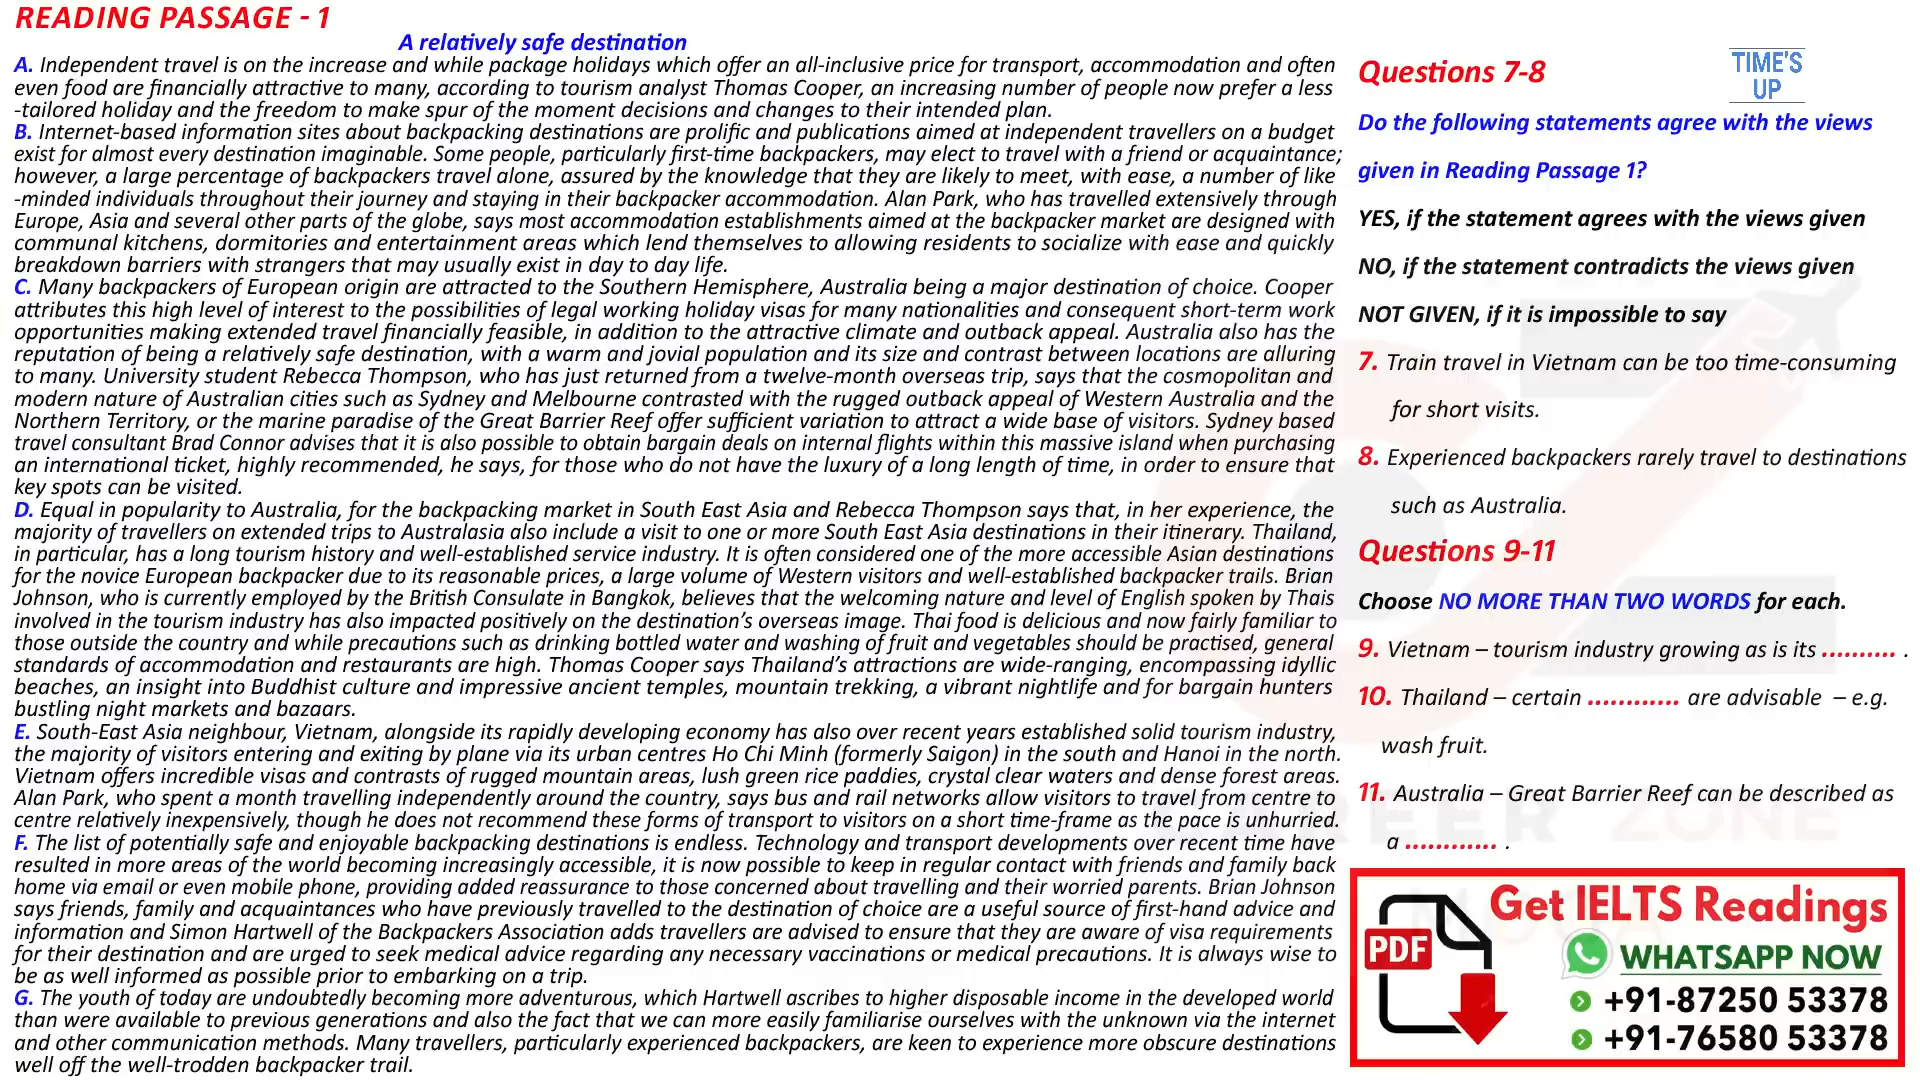 READING PASSAGE - 1
A relatively safe destination
A. Independent travel is on the increase and while package holidays which offer an all-inclusive price for transport, accommodation and often
even food are financially attractive to many, according to tourism analyst Thomas Cooper, an increasing number of people now prefer a less
-tailored holiday and the freedom to make spur of the moment decisions and changes to their intended plan.
B. Internet-based information sites about backpacking destinations are prolific and publications aimed at independent travellers on a budget
exist for almost every destination imaginable. Some people, particularly first-time backpackers, may elect to travel with a friend or acquaintance;
however, a large percentage of backpackers travel alone, assured by the knowledge that they are likely to meet, with ease, a number of like
-minded individuals throughout their journey and staying in their backpacker accommodation. Alan Park, who has travelled extensively through
Europe, Asia and several other parts of the globe, says most accommodation establishments aimed at the backpacker market are designed with
communal kitchens, dormitories and entertainment areas which lend themselves to allowing residents to socialize with ease and quickly
breakdown barriers with strangers that may usually exist in day to day life.
C. Many backpackers of European origin are attracted to the Southern Hemisphere, Australia being a major destination of choice. Cooper
attributes this high level of interest to the possibilities of legal working holiday visas for many nationalities and consequent short-term work
opportunities making extended travel financially feasible, in addition to the attractive climate and outback appeal. Australia also has the
reputation of being a relatively safe destination, with a warm and jovial population and its size and contrast between locations are alluring
to many. University student Rebecca Thompson, who has just returned from a twelve-month overseas trip, says that the cosmopolitan and
modern nature of Australian cities such as Sydney and Melbourne contrasted with the rugged outback appeal of Western Australia and the
Northern Territory, or the marine paradise of the Great Barrier Reef offer sufficient variation to attract a wide base of visitors. Sydney based
travel consultant Brad Connor advises that it is also possible to obtain bargain deals on internal flights within this massive island when purchasing
an international ticket, highly recommended, he says, for those who do not have the luxury of a long length of time, in order to ensure that
key spots can be visited.
D. Equal in popularity to Australia, for the backpacking market in South East Asia and Rebecca Thompson says that, in her experience, the
majority of travellers on extended trips to Australasia also include a visit to one or more South East Asia destinations in their itinerary. Thailand,
in particular, has a long tourism history and well-established service industry. It is often considered one of the more accessible Asian destinations
for the novice European backpacker due to its reasonable prices, a large volume of Western visitors and well-established backpacker trails. Brian
Johnson, who is currently employed by the British Consulate in Bangkok, believes that the welcoming nature and level of English spoken by Thais
involved in the tourism industry has also impacted positively on the destination's overseas image. Thai food is delicious and now fairly familiar to
those outside the country and while precautions such as drinking bottled water and washing of fruit and vegetables should be practised, general
standards of accommodation and restaurants are high. Thomas Cooper says Thailand's attractions are wide-ranging, encompassing idyllic
beaches, an insight into Buddhist culture and impressive ancient temples, mountain trekking, a vibrant nightlife and for bargain hunters
bustling night markets and bazaars.
E. South-East Asia neighbour, Vietnam, alongside its rapidly developing economy has also over recent years established solid tourism industry,
the majority of visitors entering and exiting by plane via its urban centres Ho Chi Minh (formerly Saigon) in the south and Hanoi in the north.
Vietnam offers incredible visas and contrasts of rugged mountain areas, lush green rice paddies, crystal clear waters and dense forest areas.
Alan Park, who spent a month travelling independently around the country, says bus and rail networks allow visitors to travel from centre to
centre relatively inexpensively, though he does not recommend these forms of transport to visitors on a short time-frame as the pace is unhurried.
F. The list of potentially safe and enjoyable backpacking destinations is endless. Technology and transport developments over recent time have
resulted in more areas of the world becoming increasingly accessible, it is now possible to keep in regular contact with friends and family back
home via email or even mobile phone, providing added reassurance to those concerned about travelling and their worried parents. Brian Johnson
says friends, family and acquaintances who have previously travelled to the destination of choice are a useful source of first-hand advice and
information and Simon Hartwell of the Backpackers Association adds travellers are advised to ensure that they are aware of visa requirements
for their destination and are urged to seek medical advice regarding any necessary vaccinations or medical precautions. It is always wise to
be as well informed as possible prior to embarking on a trip.
G. The youth of today are undoubtedly becoming more adventurous, which Hartwell ascribes to higher disposable income in the developed world
than were available to previous generations and also the fact that we can more easily familiarise ourselves with the unknown via the internet
and other communication methods. Many travellers, particularly experienced backpackers, are keen to experience more obscure destinations
well off the well-trodden backpacker trail.
Questions 7-8
TIME'S
UP
Do the following statements agree with the views
given in Reading Passage 1?
YES, if the statement agrees with the views given
NO, if the statement contradicts the views given
NOT GIVEN, if it is impossible to say
7. Train travel in Vietnam can be too time-consuming
for short visits.
8. Experienced backpackers rarely travel to destinations
such as Australia.
Questions 9-11
Choose NO MORE THAN TWO WORDS for each.
9. Vietnam – tourism industry growing as is its .......... .
10. Thailand – certain ............ are advisable – e.g.
wash fruit.
11. Australia – Great Barrier Reef can be described as
a ............ .
CAREER ZONE
MOGA
PDF
Get IELTS Readings
WHATSAPP NOW
+91-87250 53378
+91-76580 53378